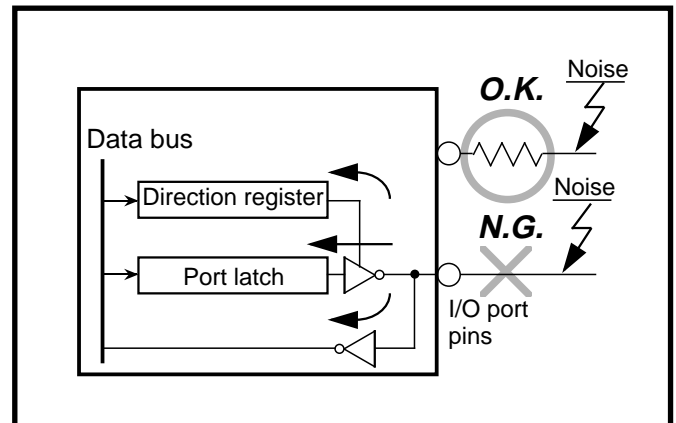 Noise
O.K.
Data bus
Direction register
Noise
N.G.
Port latch
I/O port
pins